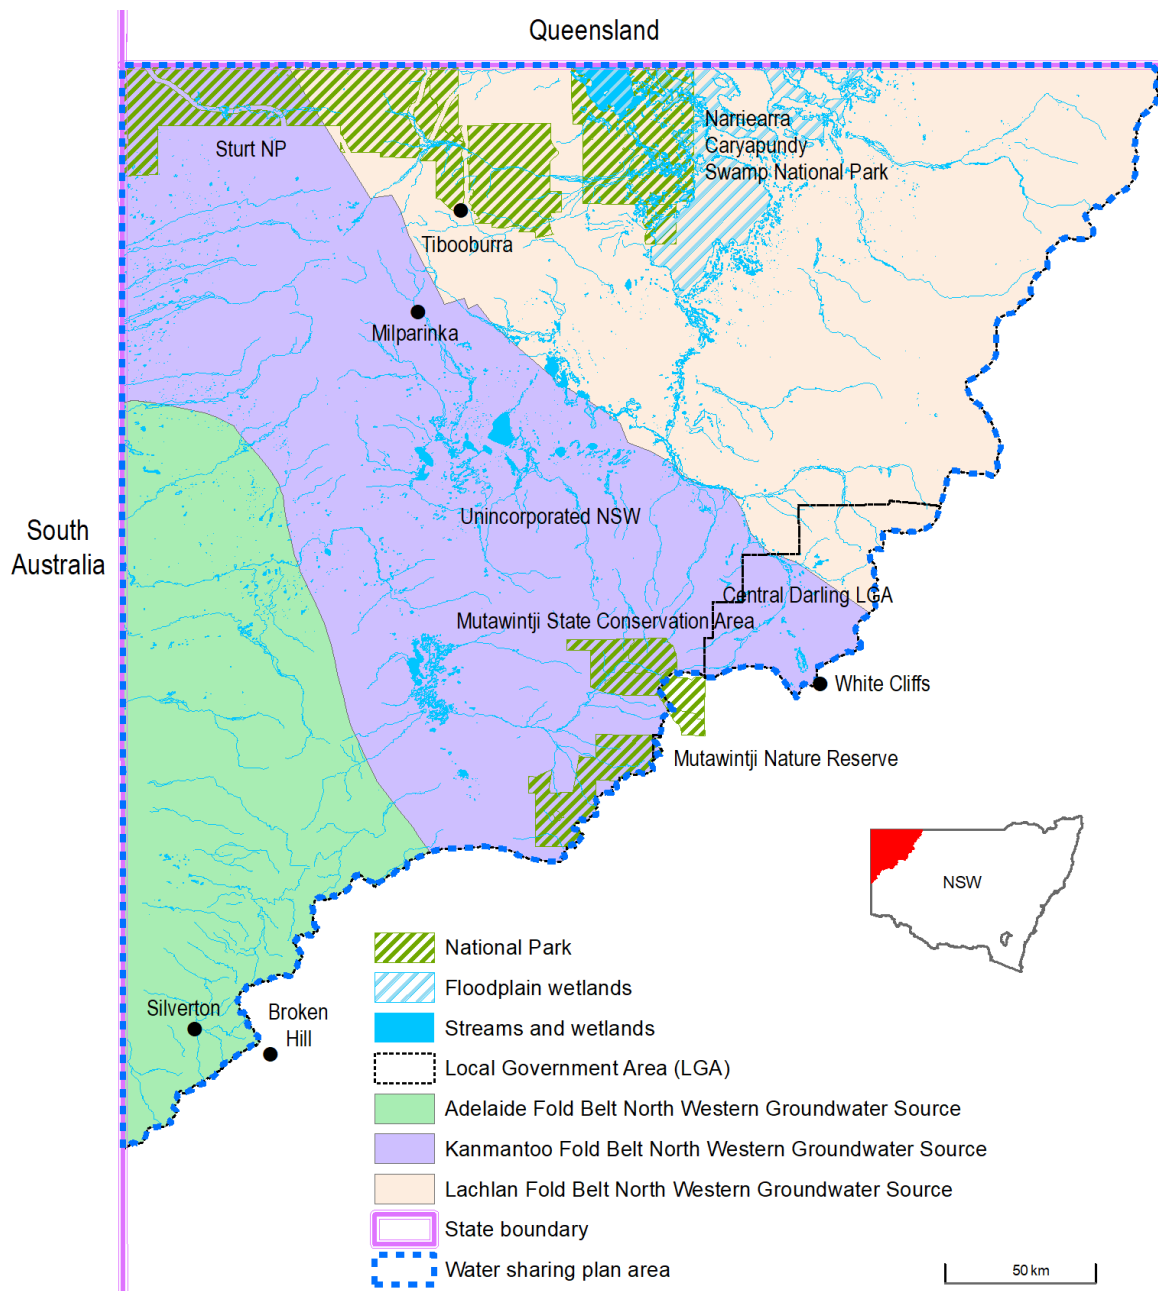 Queensland
Narriearra
Caryapundy
Swamp National Park
Sturt NP
Tibooburra
Milparinka
South
Australia
Unincorporated NSW
Central Darling LGA
Mutawintji State Conservation Area
White Cliffs
Mutawintji Nature Reserve
NSW
Silverton
Broken
Hill
National Park
Floodplain wetlands
Streams and wetlands
Local Government Area (LGA)
Adelaide Fold Belt North Western Groundwater Source
Kanmantoo Fold Belt North Western Groundwater Source
Lachlan Fold Belt North Western Groundwater Source
State boundary
Water sharing plan area
50 km